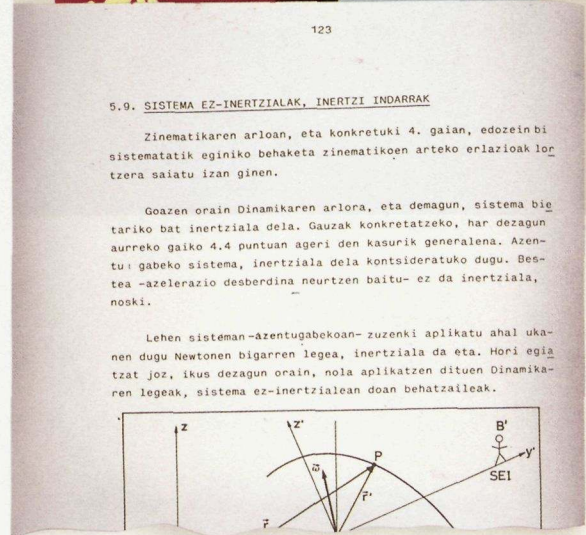 123
5.9. SISTEMA EZ-INERTZIALAK, INERTZI INDARRAK
Zinematikaren arloan, eta konkretuki 4. gaian, edozein bi
sistematatik eginiko behaketa zinematikoen arteko erlazioak lor
tzera saiatu izan ginen.
Goazen orain Dinamikaren arlora, eta demagun, sistema bie
tariko bat inertziala dela. Gauzak konkretatzeko, har dezagun
aurreko gaiko 4.4 puntuan ageri den kasurik generalena. Azen-
tu gabeko sistema, inertziala dela kontsideratuko dugu. Bes-
tea -azelerazio desberdina neurtzen baitu- ez da inertziala,
noski.
Lehen sisteman -azentugabekoan- zuzenki aplikatu ahal uka-
nen dugu Newtonen bigarren legea, inertziala da eta. Hori egia
tzat joz, ikus dezagun orain, nola aplikatzen dituen Dinamika-
ren legeak, sistema ez-inertzialean doan behatzaileak.
z z' B'
P y'
ω⃗ SEI
r⃗ r⃗'